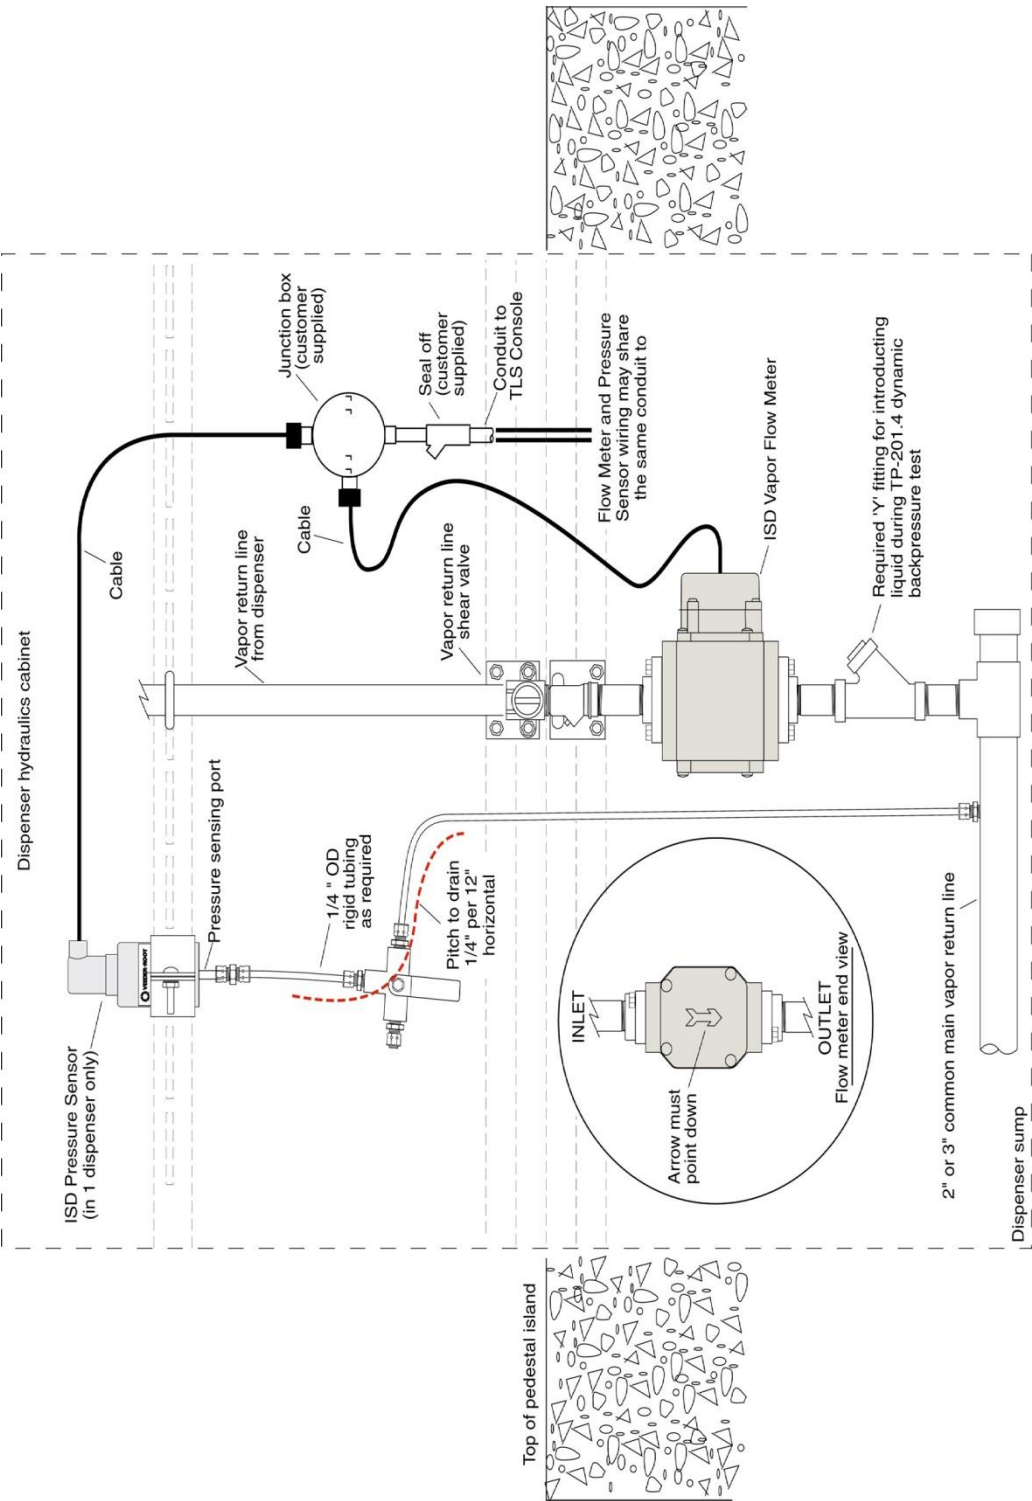 Dispenser hydraulics cabinet
ISD Pressure Sensor
(in 1 dispenser only)
VEEDER-ROOT
Cable
Pressure sensing port
Vapor return line
from dispenser
Junction box
(customer
supplied)
Cable
1/4 " OD
rigid tubing
as required
Seal off
(customer
supplied)
Pitch to drain
1/4" per 12"
horizontal
Vapor return line
shear valve
Conduit to
TLS Console
Top of pedestal island
Flow Meter and Pressure
Sensor wiring may share
the same conduit to
INLET
Arrow must
point down
OUTLET
Flow meter end view
ISD Vapor Flow Meter
Required 'Y' fitting for introducing
liquid during TP-201.4 dynamic
backpressure test
2" or 3" common main vapor return line
Dispenser sump